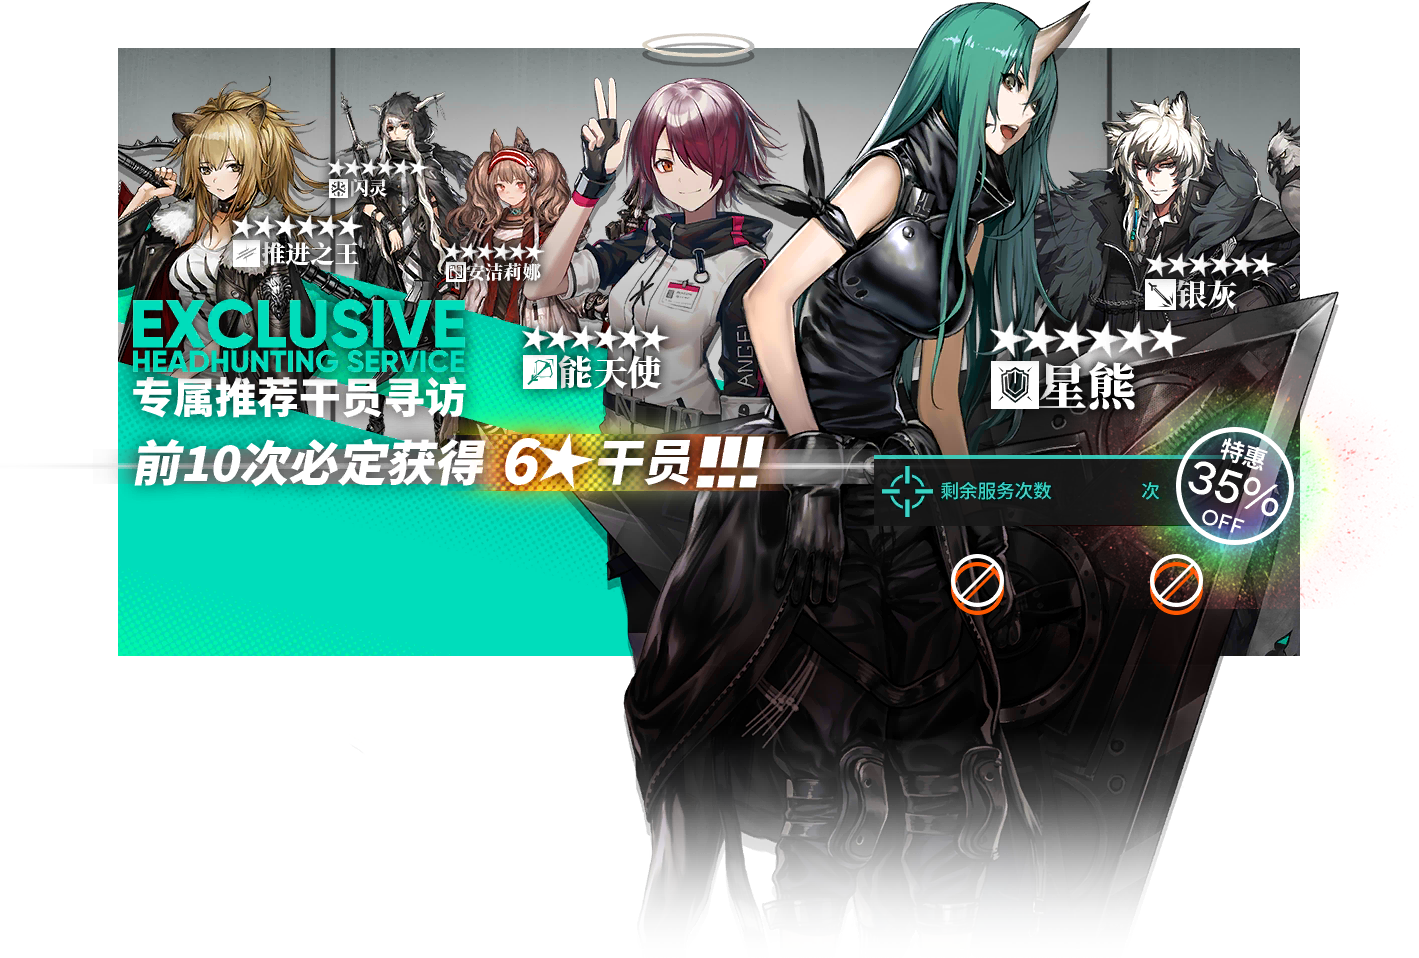 ★★★★★★
闪灵
★★★★★★
推进之王
★★★★★★
安洁莉娜
★★★★★★
能天使
★★★★★★
银灰
★★★★★★
星熊
EXCLUSIVE
HEADHUNTING SERVICE
专属推荐干员寻访
前10次必定获得 6★干员!!!
剩余服务次数 次
特惠
35%
OFF
ANGEL